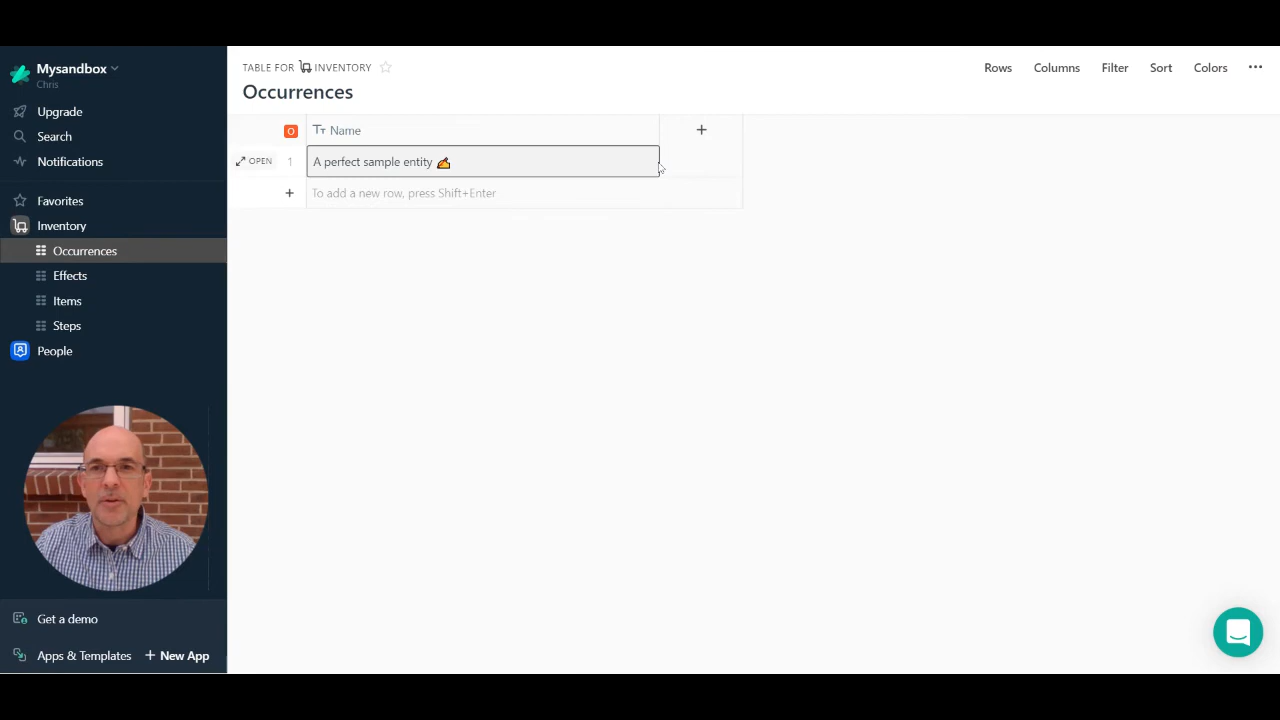 Mysandbox
Chris
Upgrade
Search
Notifications
Favorites
Inventory
Occurrences
Effects
Items
Steps
People
Get a demo
Apps & Templates
New App
TABLE FOR INVENTORY
Occurrences
Rows Columns Filter Sort Colors
O Name
OPEN 1 A perfect sample entity ✍
To add a new row, press Shift+Enter